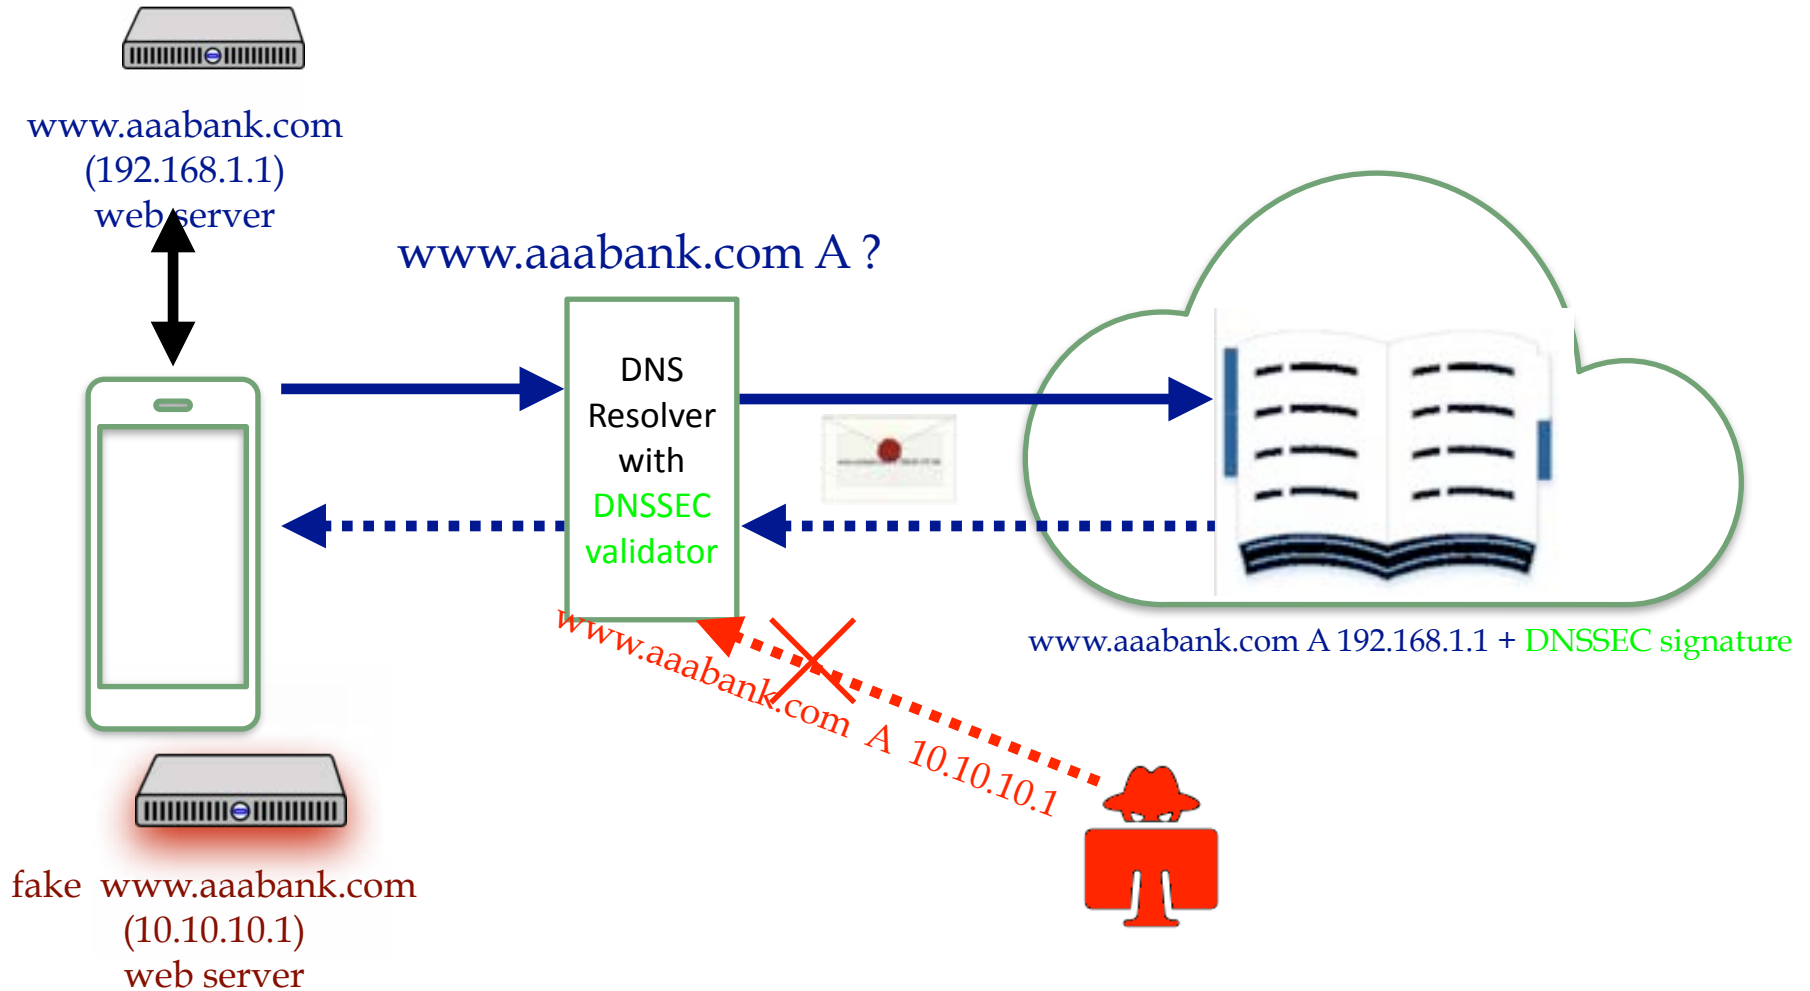 www.aaabank.com
(192.168.1.1)
web server
www.aaabank.com A ?
DNS
Resolver
with
DNSSEC
validator
www.aaabank.com A 192.168.1.1 + DNSSEC signature
www.aaabank.com A 10.10.10.1
fake www.aaabank.com
(10.10.10.1)
web server